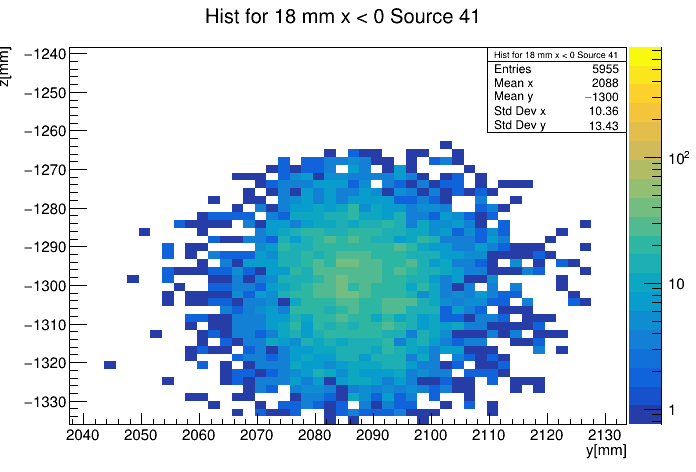 Hist for 18 mm x < 0 Source 41
z[mm]
Hist for 18 mm x < 0 Source 41
Entries 5955
Mean x 2088
Mean y −1300
Std Dev x 10.36
Std Dev y 13.43
−1240
−1250
−1260
−1270
−1280
−1290
−1300
−1310
−1320
−1330
10²
10
1
2040 2050 2060 2070 2080 2090 2100 2110 2120 2130
y[mm]